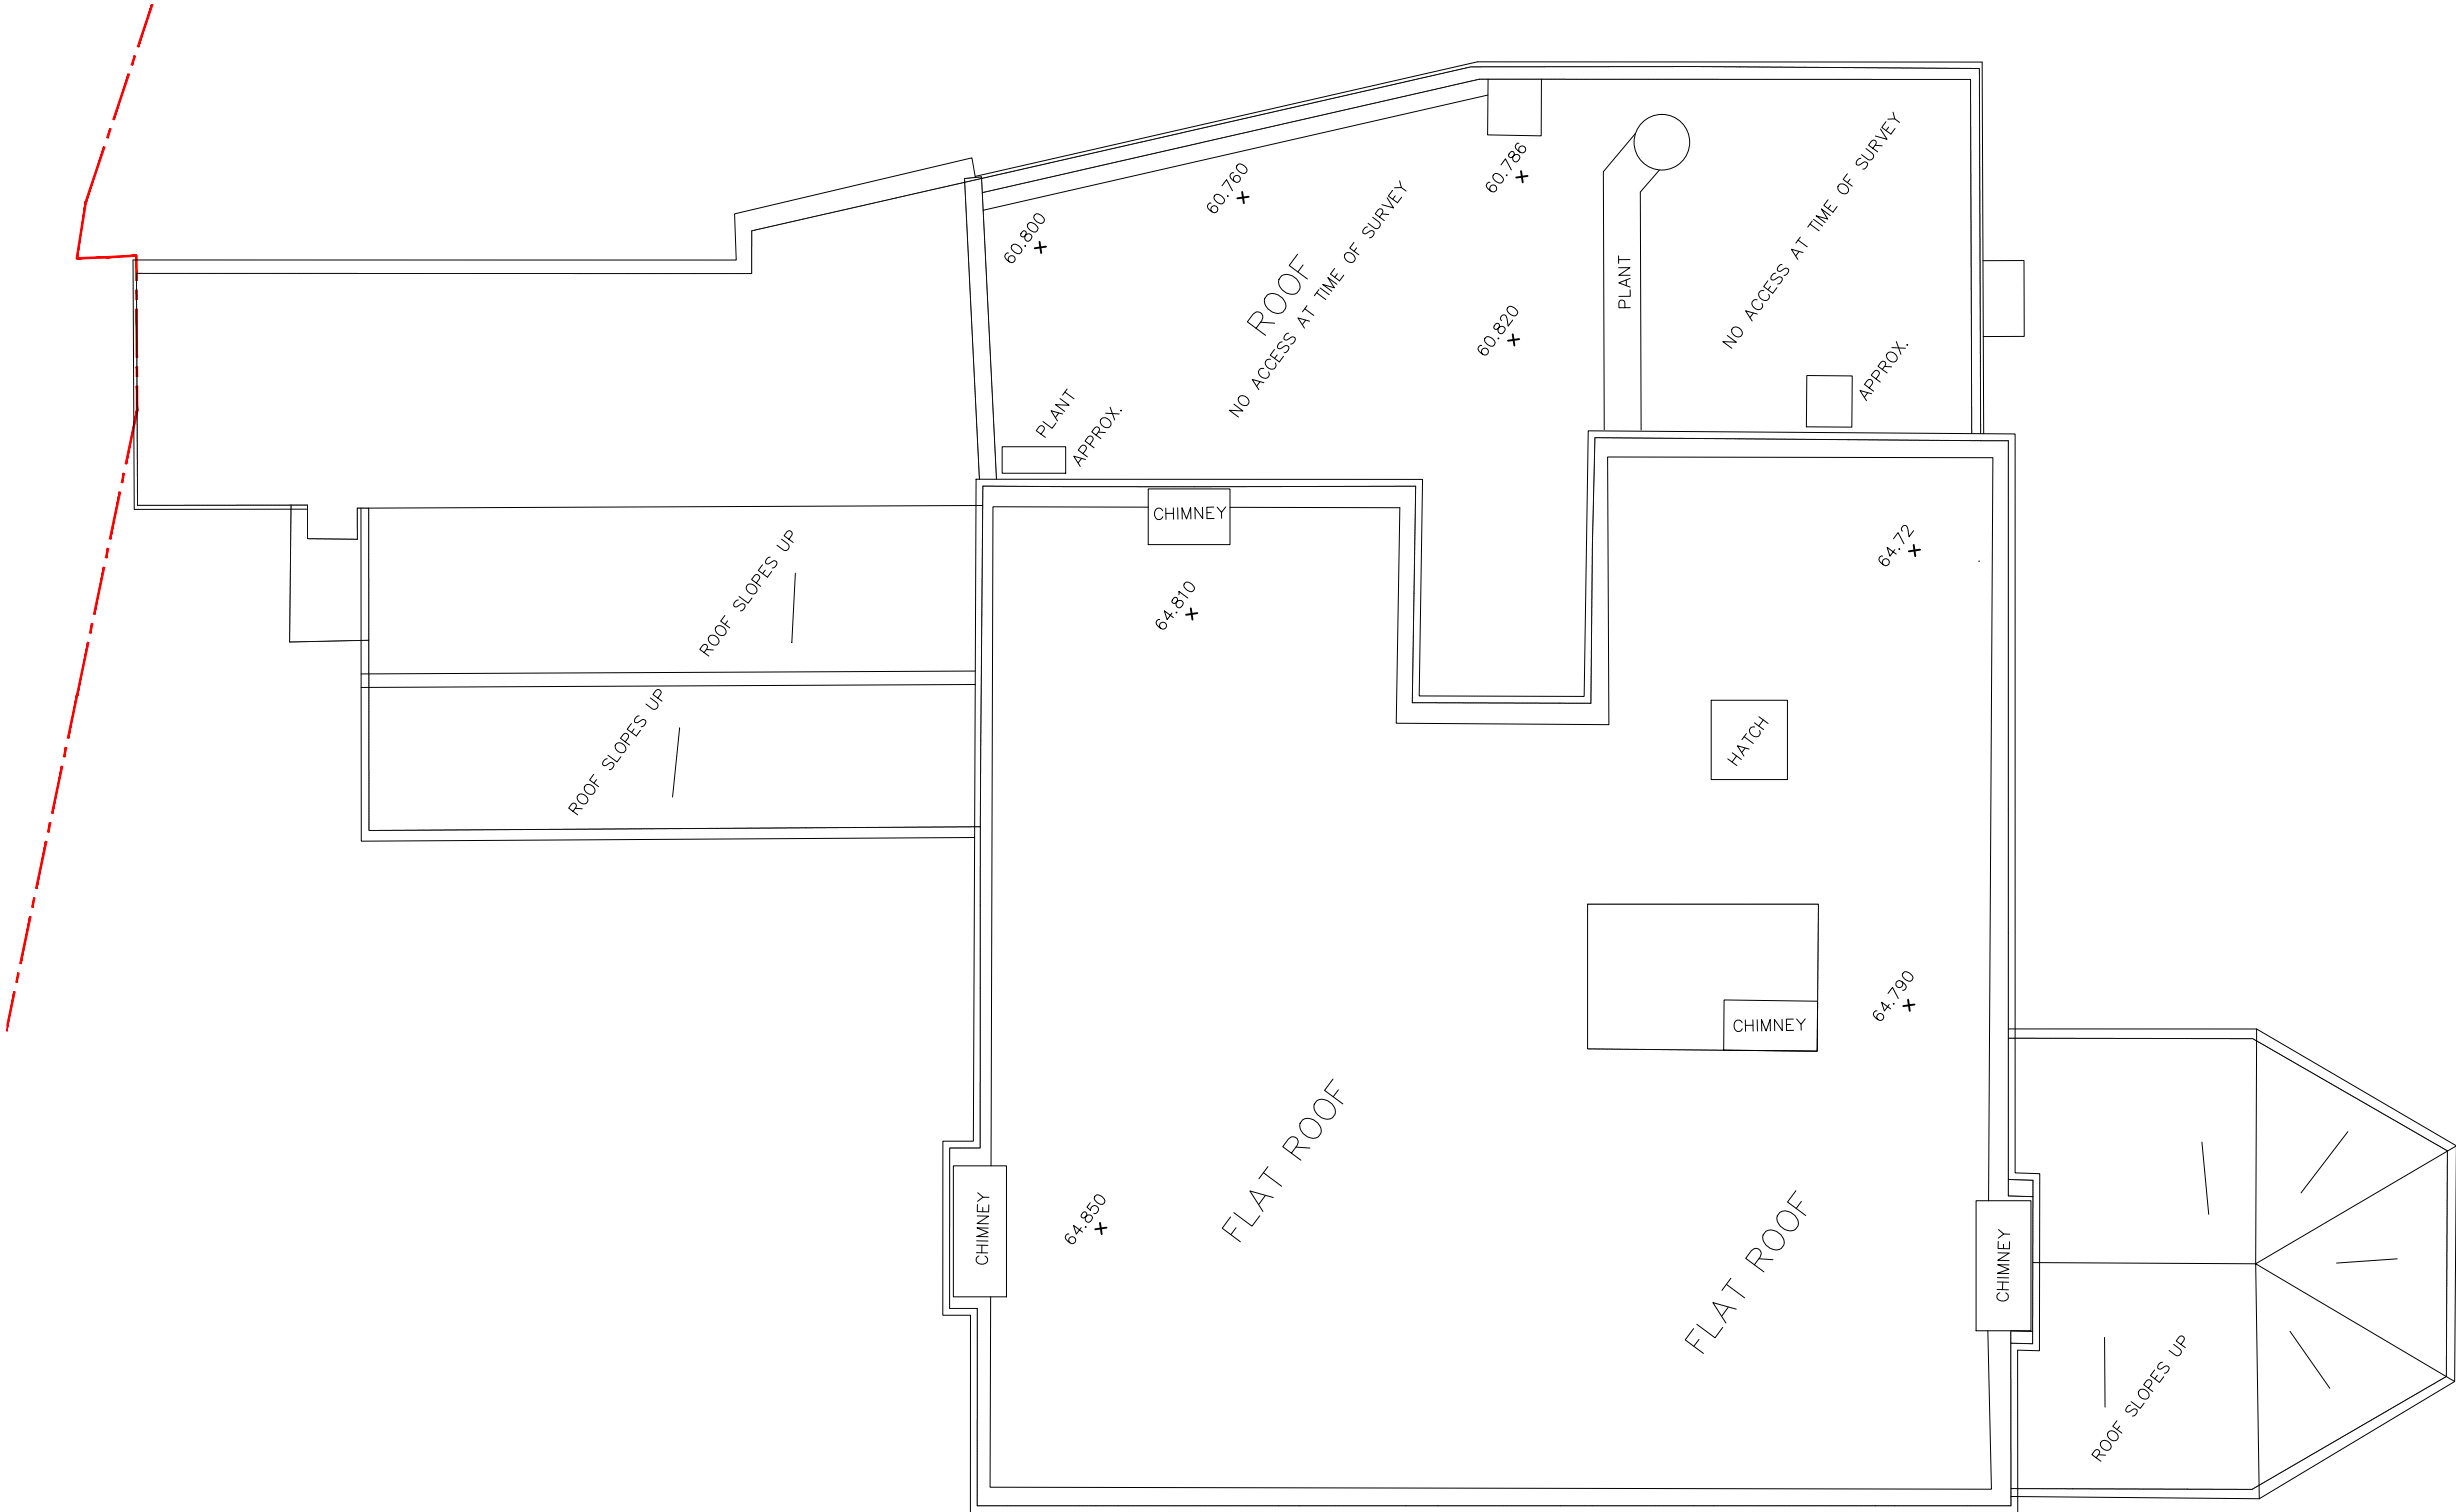 60.800
60.760
60.786
NO ACCESS AT TIME OF SURVEY
ROOF
NO ACCESS AT TIME OF SURVEY
PLANT
60.820
APPROX.
PLANT
APPROX.
CHIMNEY
64.72
ROOF SLOPES UP
64.810
ROOF SLOPES UP
HATCH
64.790
CHIMNEY
FLAT ROOF
CHIMNEY
64.850
FLAT ROOF
CHIMNEY
ROOF SLOPES UP